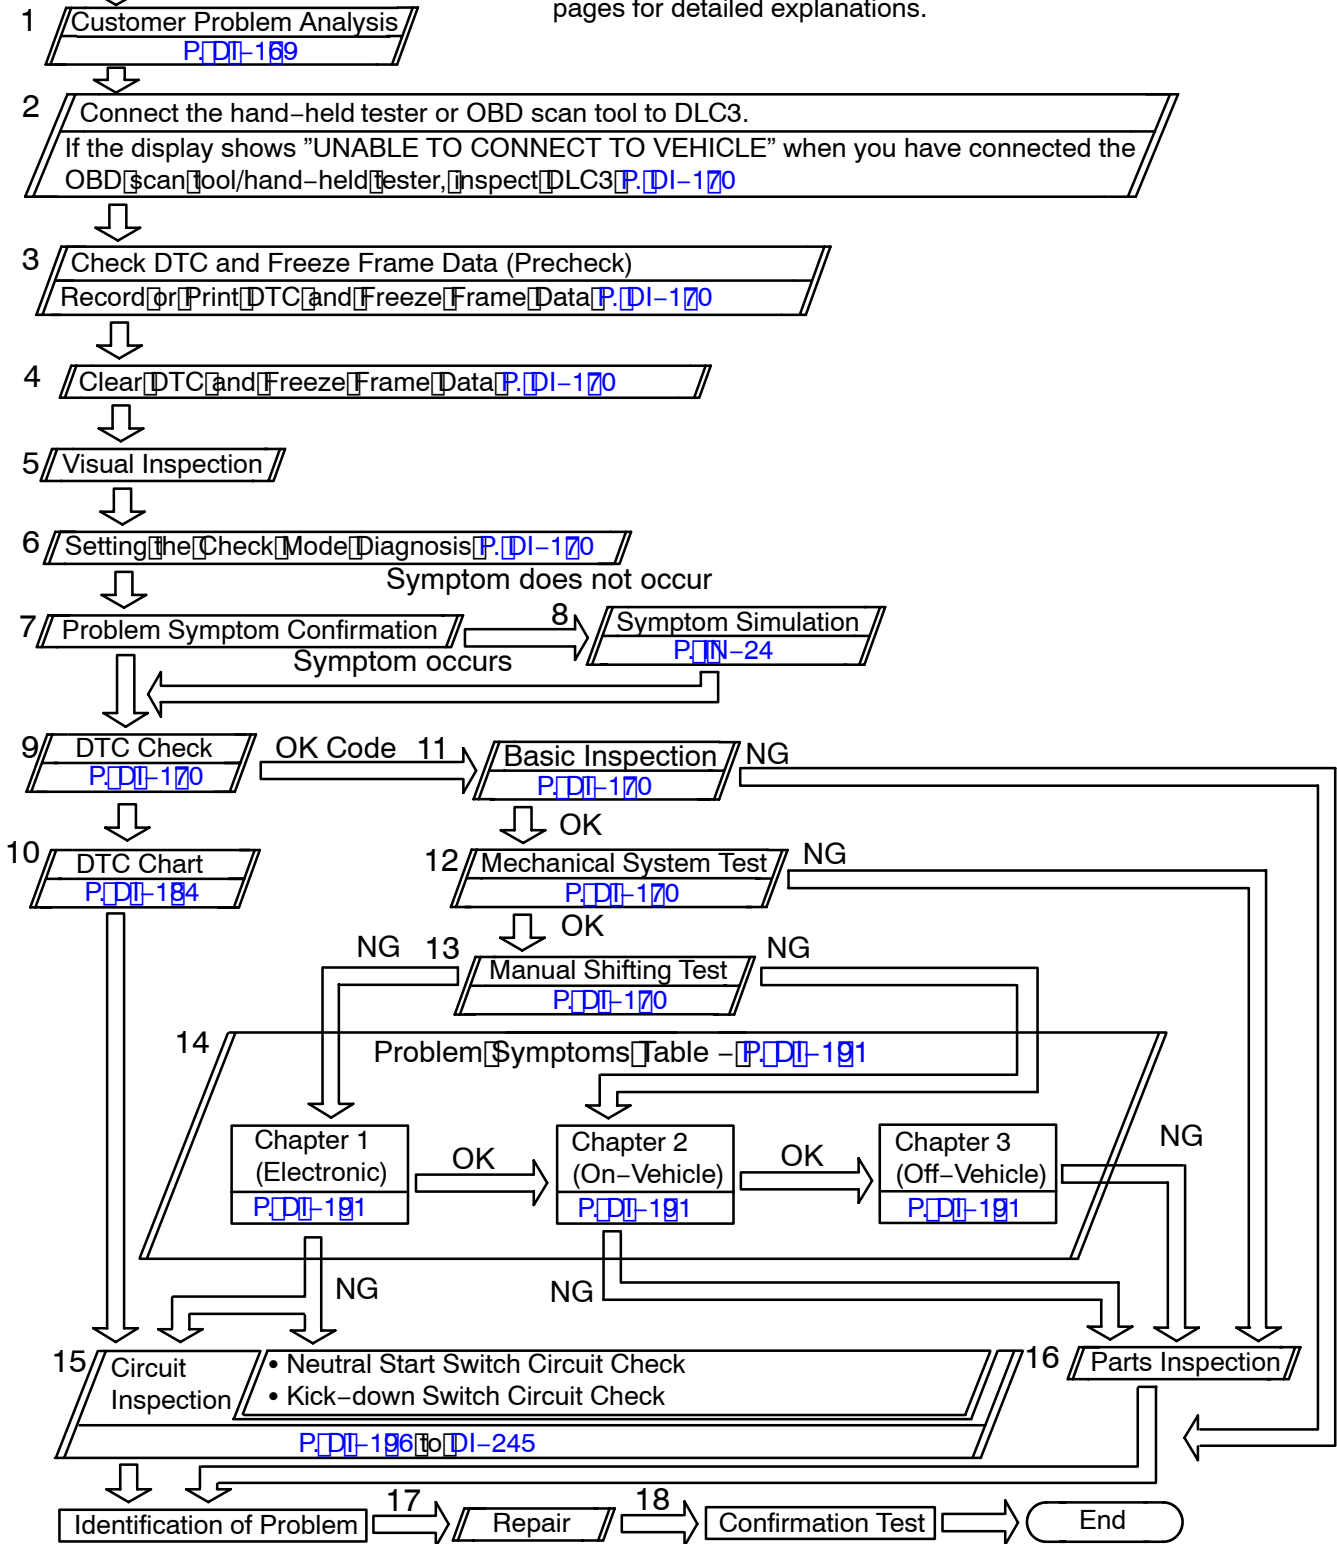 pages for detailed explanations.
1
Customer Problem Analysis
P. DI–169
2
Connect the hand–held tester or OBD scan tool to DLC3.
If the display shows ”UNABLE TO CONNECT TO VEHICLE” when you have connected the
OBD scan tool/hand–held tester, inspect DLC3 P. DI–170
3
Check DTC and Freeze Frame Data (Precheck)
Record or Print DTC and Freeze Frame Data P. DI–170
4
Clear DTC and Freeze Frame Data P. DI–170
5
Visual Inspection
6
Setting the Check Mode Diagnosis P. DI–170
Symptom does not occur
7
Problem Symptom Confirmation
8
Symptom Simulation
P. IN–24
Symptom occurs
9
DTC Check
P. DI–170
OK Code
11
Basic Inspection
P. DI–170
NG
OK
10
DTC Chart
P. DI–184
12
Mechanical System Test
P. DI–170
NG
OK
NG
13
Manual Shifting Test
P. DI–170
NG
14
Problem Symptoms Table – P. DI–191
Chapter 1
(Electronic)
P. DI–191
OK
Chapter 2
(On–Vehicle)
P. DI–191
OK
Chapter 3
(Off–Vehicle)
P. DI–191
NG
NG
NG
15
Circuit
Inspection
• Neutral Start Switch Circuit Check
• Kick–down Switch Circuit Check
P. DI–196 to DI–245
16
Parts Inspection
Identification of Problem
17
Repair
18
Confirmation Test
End